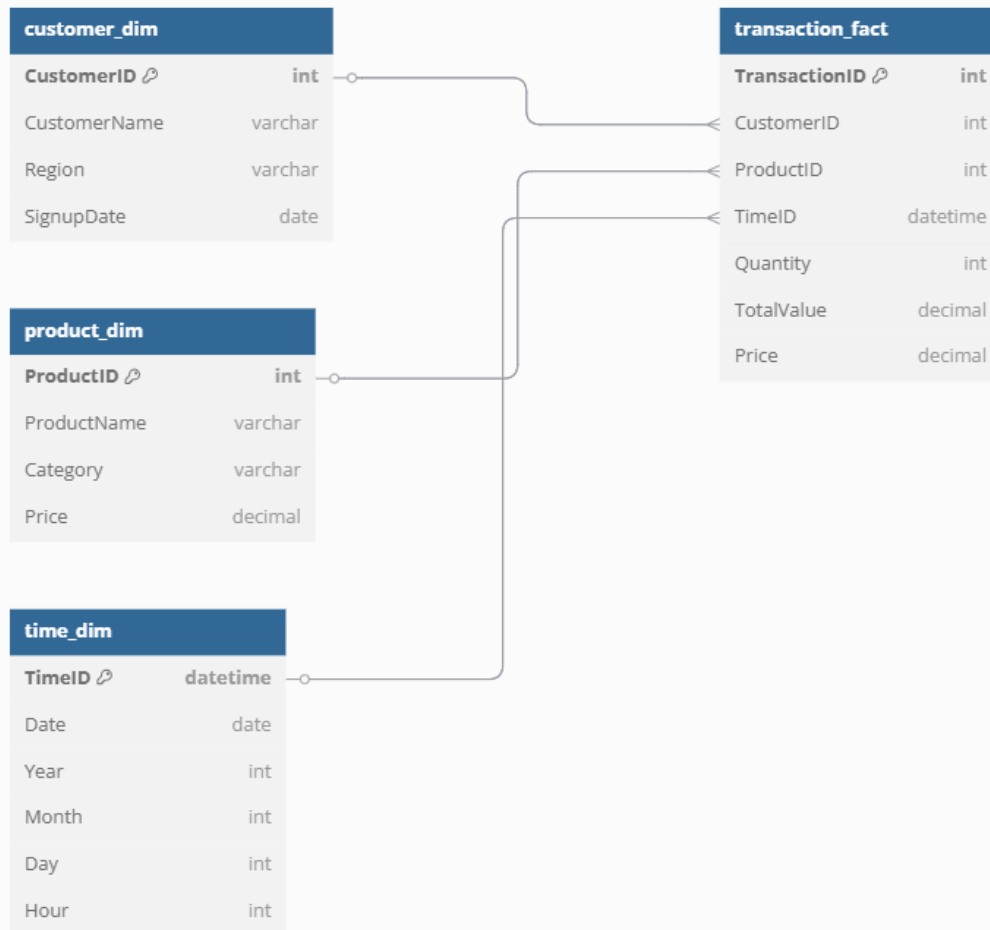 customer_dim
CustomerID int
CustomerName varchar
Region varchar
SignupDate date
product_dim
ProductID int
ProductName varchar
Category varchar
Price decimal
time_dim
TimeID datetime
Date date
Year int
Month int
Day int
Hour int
transaction_fact
TransactionID int
CustomerID int
ProductID int
TimeID datetime
Quantity int
TotalValue decimal
Price decimal